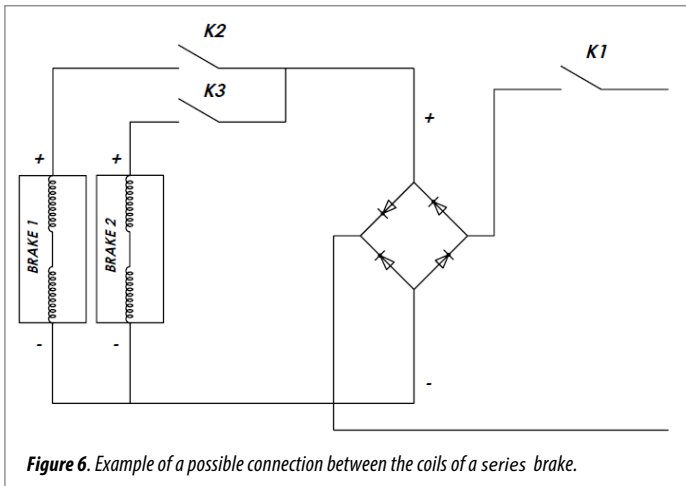 K2
K1
K3
+
+ +
BRAKE 1
BRAKE 2
- -
-
Figure 6. Example of a possible connection between the coils of a series brake.